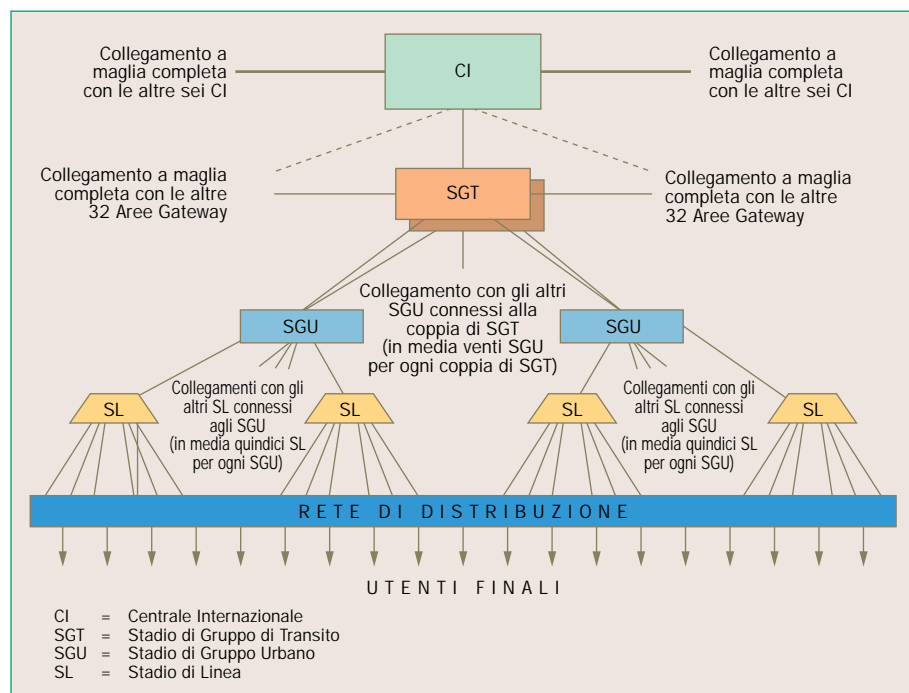 Collegamento a
maglia completa
con le altre sei CI
CI
Collegamento a
maglia completa
con le altre sei CI
Collegamento a maglia
completa con le altre
32 Aree Gateway
SGT
Collegamento a maglia
completa con le altre
32 Aree Gateway
Collegamento con gli altri
SGU connessi alla
coppia di SGT
(in media venti SGU
per ogni coppia di SGT)
SGU
SGU
SL
Collegamenti con gli
altri SL connessi
agli SGU
(in media quindici SL
per ogni SGU)
SL
SL
Collegamenti con gli
altri SL connessi
agli SGU
(in media quindici SL
per ogni SGU)
SL
RETE DI DISTRIBUZIONE
UTENTI FINALI
CI = Centrale Internazionale
SGT = Stadio di Gruppo di Transito
SGU = Stadio di Gruppo Urbano
SL = Stadio di Linea